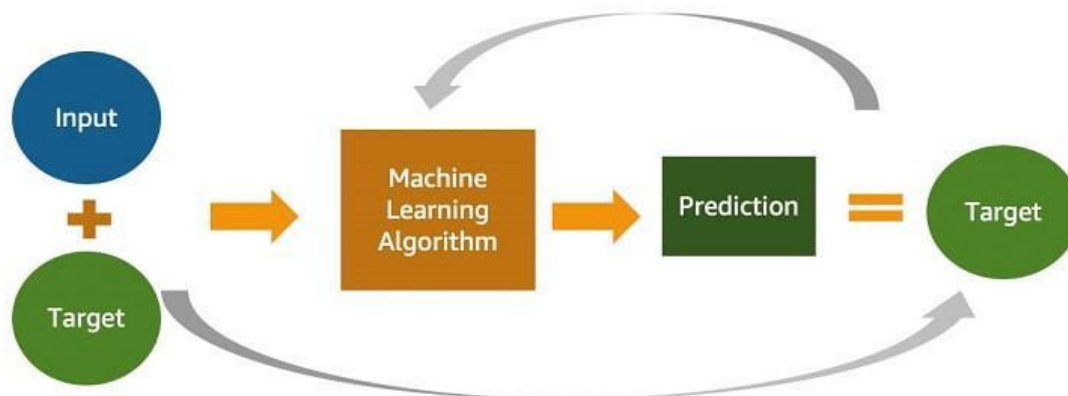 Input
Target
Machine
Learning
Algorithm
Prediction
Target